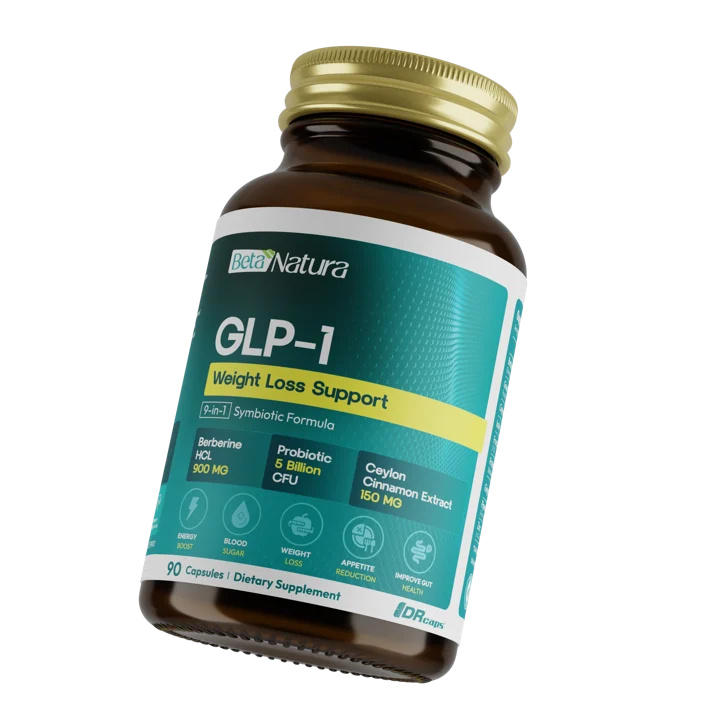 Beta Natura
GLP-1
Weight Loss Support
9-in-1 Symbiotic Formula
Berberine
HCL
900 MG
Probiotic
5 Billion
CFU
Ceylon
Cinnamon Extract
150 MG
ENERGY
BOOST
BLOOD
SUGAR
WEIGHT
LOSS
APPETITE
REDUCTION
IMPROVE GUT
HEALTH
90 Capsules | Dietary Supplement
DRcaps™